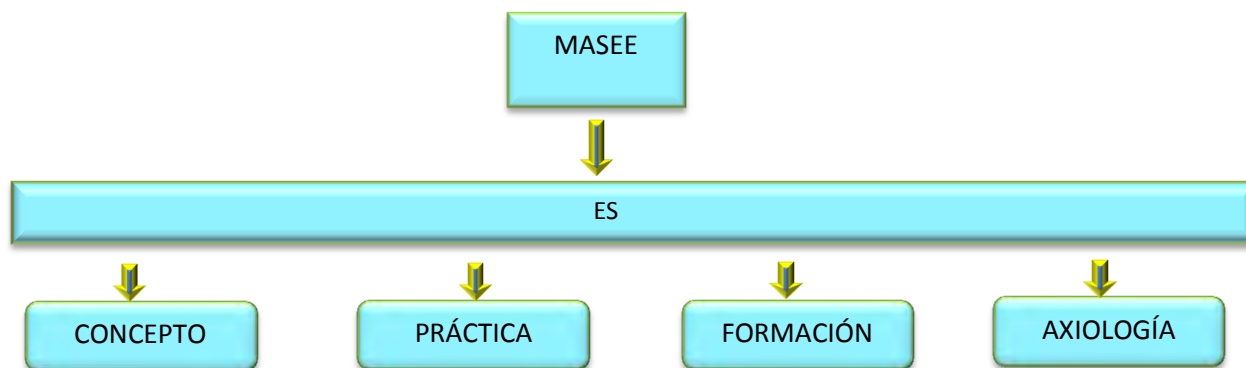 MASEE
ES
CONCEPTO
PRÁCTICA
FORMACIÓN
AXIOLOGÍA